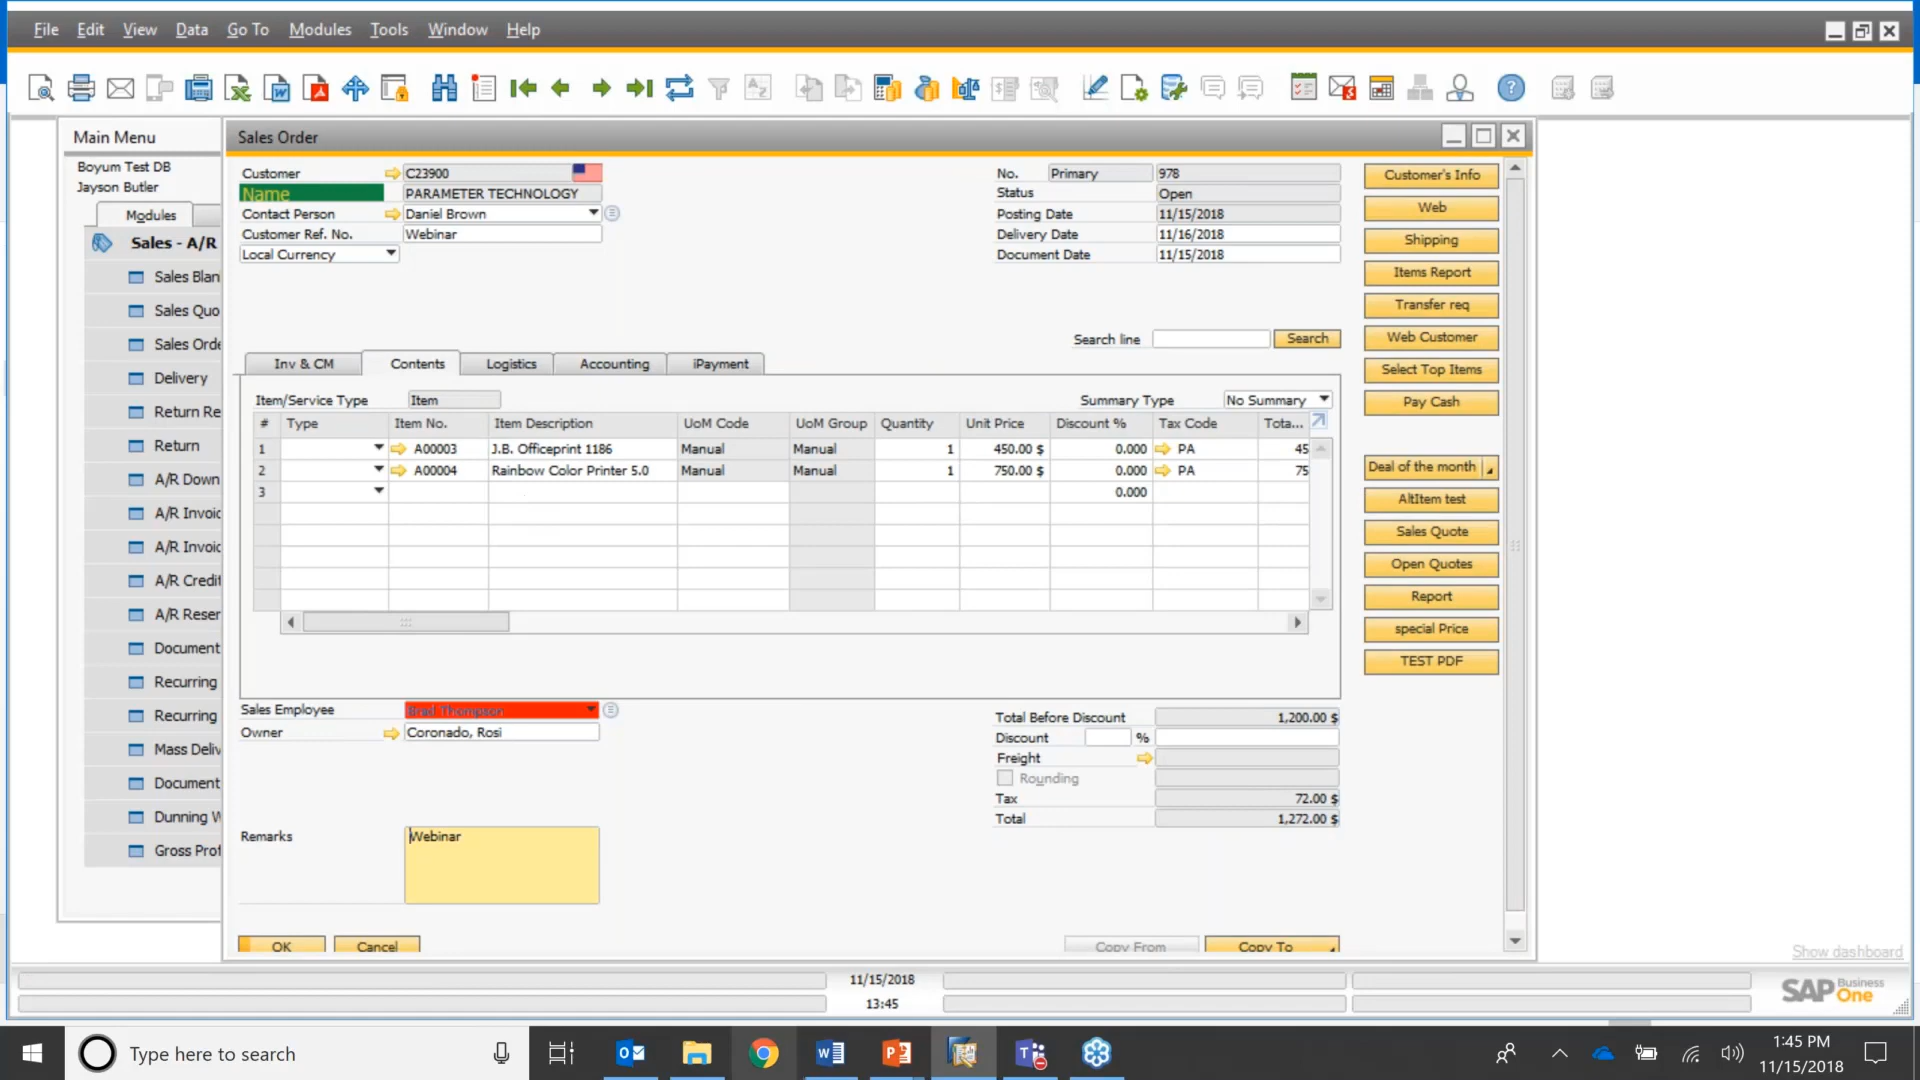 File Edit View Data Go To Modules Tools Window Help
Main Menu
Boyum Test DB
Jayson Butler
Modules
Sales - A/R
Sales Blan
Sales Quo
Sales Orde
Delivery
Return Re
Return
A/R Down
A/R Invoic
A/R Invoic
A/R Credit
A/R Reser
Document
Recurring
Recurring
Mass Deliv
Document
Dunning W
Gross Prof
Sales Order
Customer C23900
Name PARAMETER TECHNOLOGY
Contact Person Daniel Brown
Customer Ref. No. Webinar
Local Currency
No. Primary 978
Status Open
Posting Date 11/15/2018
Delivery Date 11/16/2018
Document Date 11/15/2018
Search line Search
Inv & CM Contents Logistics Accounting iPayment
Item/Service Type Item Summary Type No Summary
# Type Item No. Item Description UoM Code UoM Group Quantity Unit Price Discount % Tax Code Tota...
1 A00003 J.B. Officeprint 1186 Manual Manual 1 450.00 $ 0.000 PA 45
2 A00004 Rainbow Color Printer 5.0 Manual Manual 1 750.00 $ 0.000 PA 75
3 0.000
Sales Employee Brad Thompson
Owner Coronado, Rosi
Remarks Webinar
Total Before Discount 1,200.00 $
Discount %
Freight
Rounding
Tax 72.00 $
Total 1,272.00 $
OK Cancel Copy From Copy To
Customer's Info
Web
Shipping
Items Report
Transfer req
Web Customer
Select Top Items
Pay Cash
Deal of the month
AltItem test
Sales Quote
Open Quotes
Report
special Price
TEST PDF
Show dashboard
11/15/2018
13:45
SAP Business One
Type here to search
1:45 PM
11/15/2018